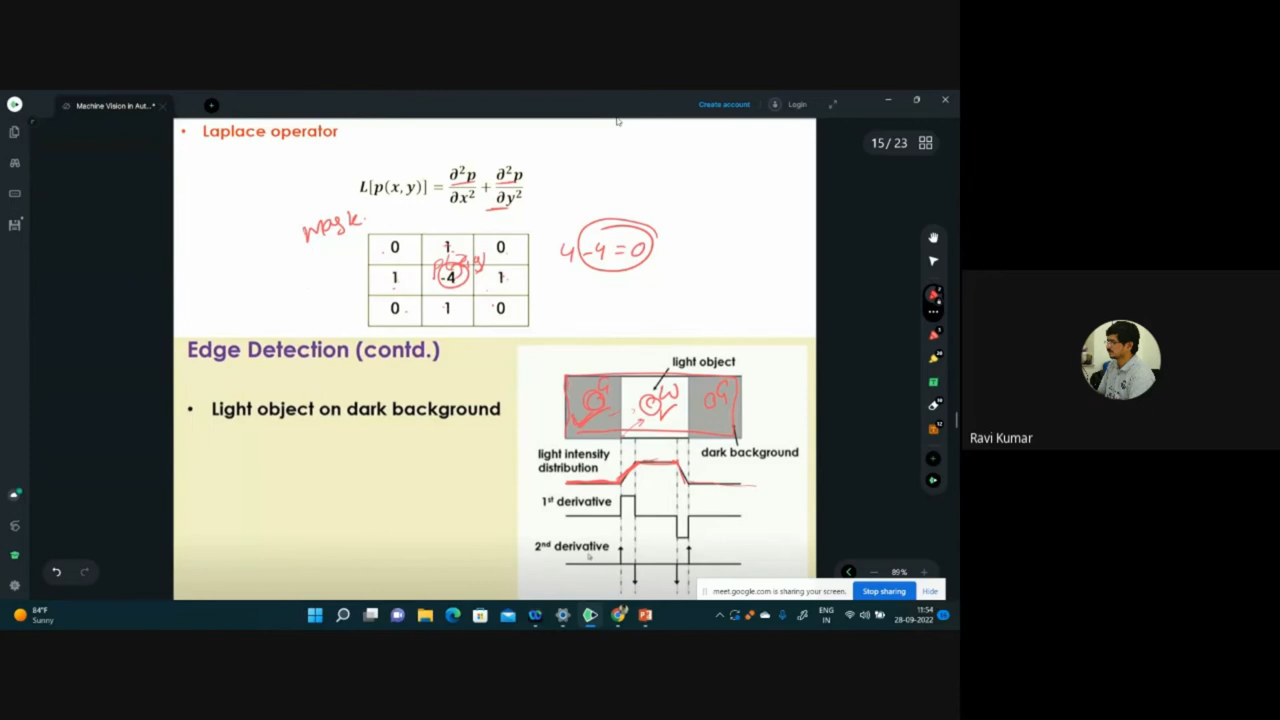 Mechine Vision in Aut...*
Create account
Login
• Laplace operator
15 / 23
L[p(x, y)] = ∂²p/∂x² + ∂²p/∂y²
mask.
0 1 0
1 -4 1
0 1 0
p(x,y)
4 -4 = 0
Edge Detection (contd.)
• Light object on dark background
light object
G W G
dark background
light intensity
distribution
1st derivative
2nd derivative
89%
meet.google.com is sharing your screen.
Stop sharing
Hide
Ravi Kumar
84°F
Sunny
ENG
IN
11:54
28-09-2022